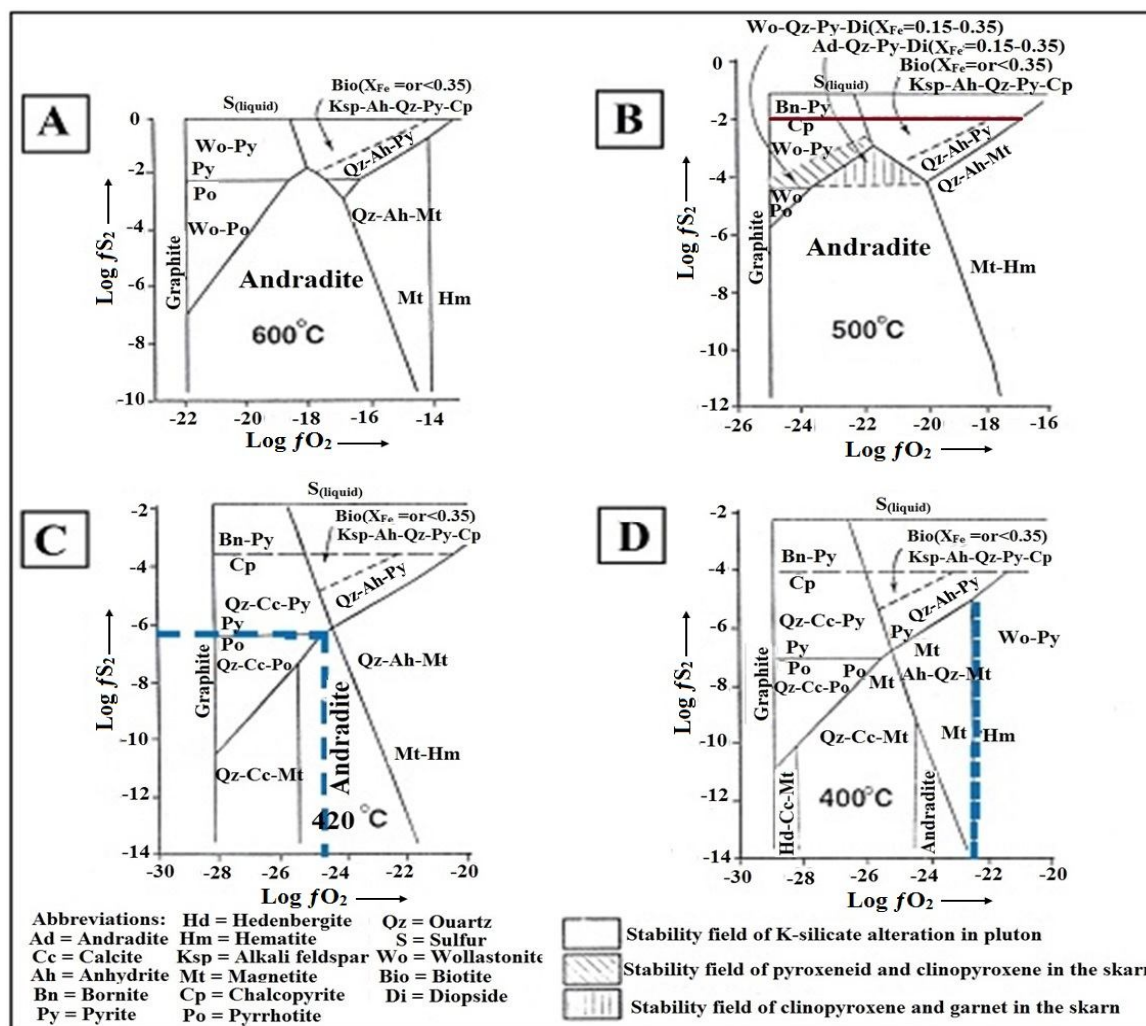 A
Bio(XFe =or<0.35)
Ksp-Ah-Qz-Py-Cp
S(liquid)
0
-2
-4
-6
-8
-10
Log ƒS2
Wo-Py
Py
Po
Wo-Po
Graphite
Qz-Ah-Py
Qz-Ah-Mt
Andradite
600°C
Mt
Hm
-22
-20
-18
-16
-14
Log ƒO2
B
Wo-Qz-Py-Di(XFe=0.15-0.35)
Ad-Qz-Py-Di(XFe=0.15-0.35)
Bio(XFe=or<0.35)
Ksp-Ah-Qz-Py-Cp
S(liquid)
0
-2
-4
-6
-8
-10
-12
Log ƒS2
Bn-Py
Cp
Wo-Py
Wo
Po
Graphite
Qz-Ah-Py
Qz-Ah-Mt
Andradite
500°C
Mt-Hm
-26
-24
-22
-20
-18
-16
Log ƒO2
C
S(liquid)
Bio(XFe =or<0.35)
Ksp-Ah-Qz-Py-Cp
-2
-4
-6
-8
-10
-12
-14
Log ƒS2
Bn-Py
Cp
Qz-Cc-Py
Py
Po
Qz-Cc-Po
Graphite
Qz-Ah-Py
Qz-Ah-Mt
Qz-Cc-Mt
Andradite
Mt-Hm
420 °C
-30
-28
-26
-24
-22
-20
Log ƒO2
D
S(liquid)
Bio(XFe =or<0.35)
Ksp-Ah-Qz-Py-Cp
-2
-4
-6
-8
-10
-12
-14
Log ƒS2
Bn-Py
Cp
Qz-Cc-Py
Py
Po
Qz-Cc-Po
Graphite
Qz-Ah-Py
Py
Mt
Po
Mt
Ah-Qz-Mt
Wo-Py
Qz-Cc-Mt
Mt
Hm
Hd-Cc-Mt
400°C
Andradite
-30
-28
-26
-24
-22
-20
Log ƒO2
Abbreviations: Hd = Hedenbergite Qz = Ouartz
Ad = Andradite Hm = Hematite S = Sulfur
Cc = Calcite Ksp = Alkali feldspar Wo = Wollastonite
Ah = Anhydrite Mt = Magnetite Bio = Biotite
Bn = Bornite Cp = Chalcopyrite Di = Diopside
Py = Pyrite Po = Pyrrhotite
Stability field of K-silicate alteration in pluton
Stability field of pyroxeneid and clinopyroxene in the skarn
Stability field of clinopyroxene and garnet in the skarn